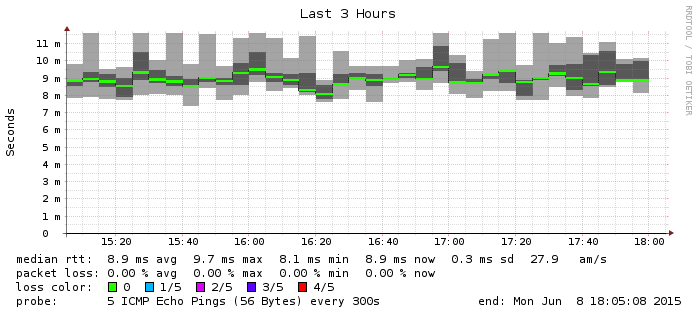 Last 3 Hours
RRDTOOL / TOBI OETIKER
Seconds
11 m
10 m
9 m
8 m
7 m
6 m
5 m
4 m
3 m
2 m
1 m
0
15:20 15:40 16:00 16:20 16:40 17:00 17:20 17:40 18:00
median rtt: 8.9 ms avg 9.7 ms max 8.1 ms min 8.9 ms now 0.3 ms sd 27.9 am/s
packet loss: 0.00 % avg 0.00 % max 0.00 % min 0.00 % now
loss color: 0 1/5 2/5 3/5 4/5
probe: 5 ICMP Echo Pings (56 Bytes) every 300s end: Mon Jun 8 18:05:08 2015